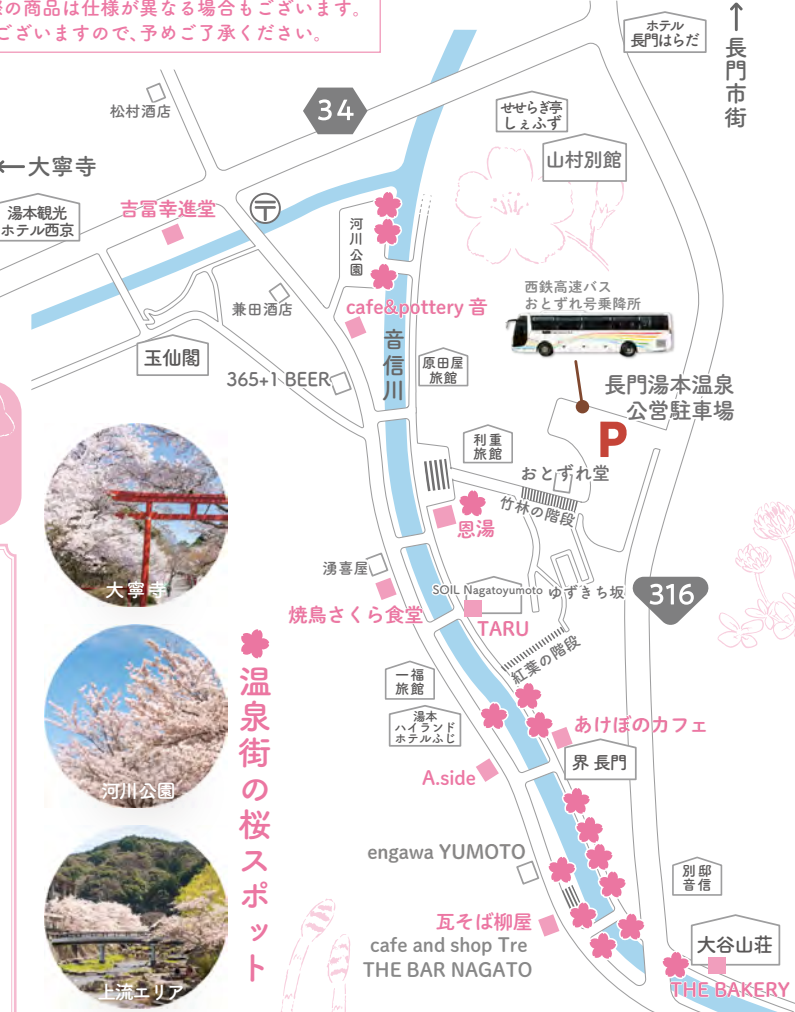 の商品は仕様が異なる場合もございます。
ございますので、予めご了承ください。
ホテル
長門はらだ
↑
長門市街
松村酒店
34
せせらぎ亭
しぇふず
山村別館
←大寧寺
湯本観光
ホテル西京
吉冨幸進堂
〒
河川公園
兼田酒店
cafe&pottery 音
西鉄高速バス
おとずれ号乗降所
玉仙閣
365+1 BEER
音信川
原田屋
旅館
長門湯本温泉
公営駐車場
P
利重
旅館
おとずれ堂
竹林の階段
恩湯
大寧寺
湧喜屋
焼鳥さくら食堂
SOIL Nagatoyumoto
ゆずきち坂
316
TARU
紅葉の階段
温泉街の桜スポット
一福
旅館
湯本
ハイランド
ホテルふじ
あけぼのカフェ
界 長門
A.side
河川公園
engawa YUMOTO
別邸
音信
瓦そば柳屋
cafe and shop Tre
THE BAR NAGATO
大谷山荘
THE BAKERY
上流エリア